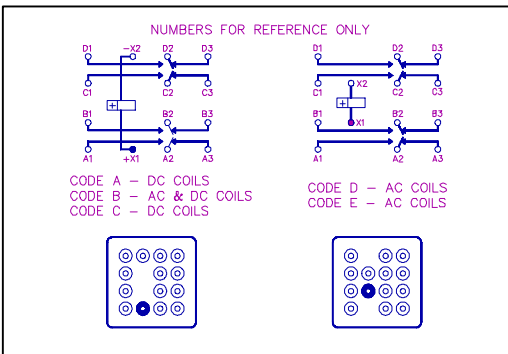 NUMBERS FOR REFERENCE ONLY
D1 -X2 D2 D3
C1 C2 C3
+
B1 B2 B3
A1 +X1 A2 A3
CODE A - DC COILS
CODE B - AC & DC COILS
CODE C - DC COILS
D1 D2 D3
C1 X2 C2 C3
+
B1 X1 B2 B3
A1 A2 A3
CODE D - AC COILS
CODE E - AC COILS